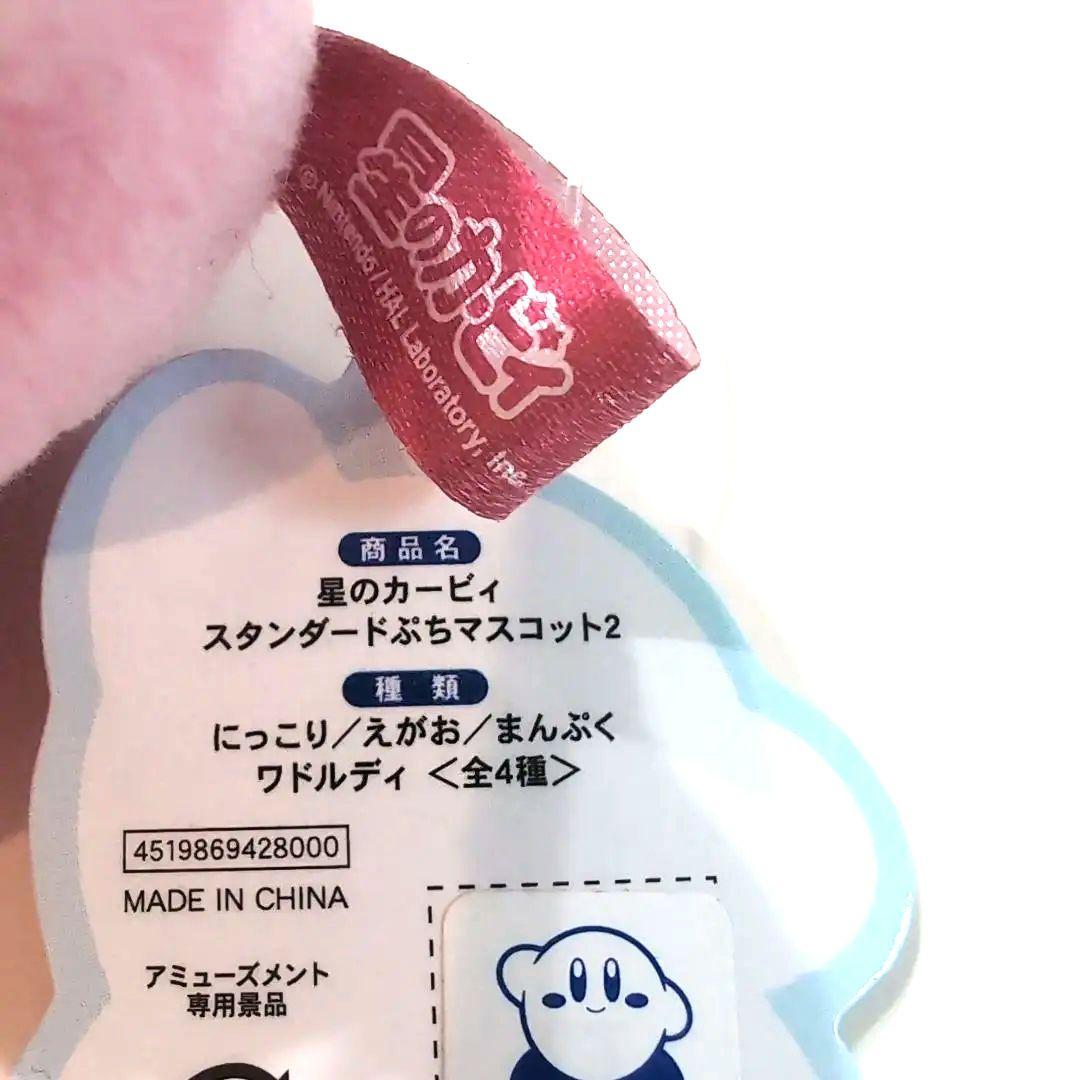 星のカービィ
© Nintendo / HAL Laboratory, Inc.
商品名
星のカービィ
スタンダードぷちマスコット2
種類
にっこり/えがお/まんぷく
ワドルディ <全4種>
4519869428000
MADE IN CHINA
アミューズメント
専用景品